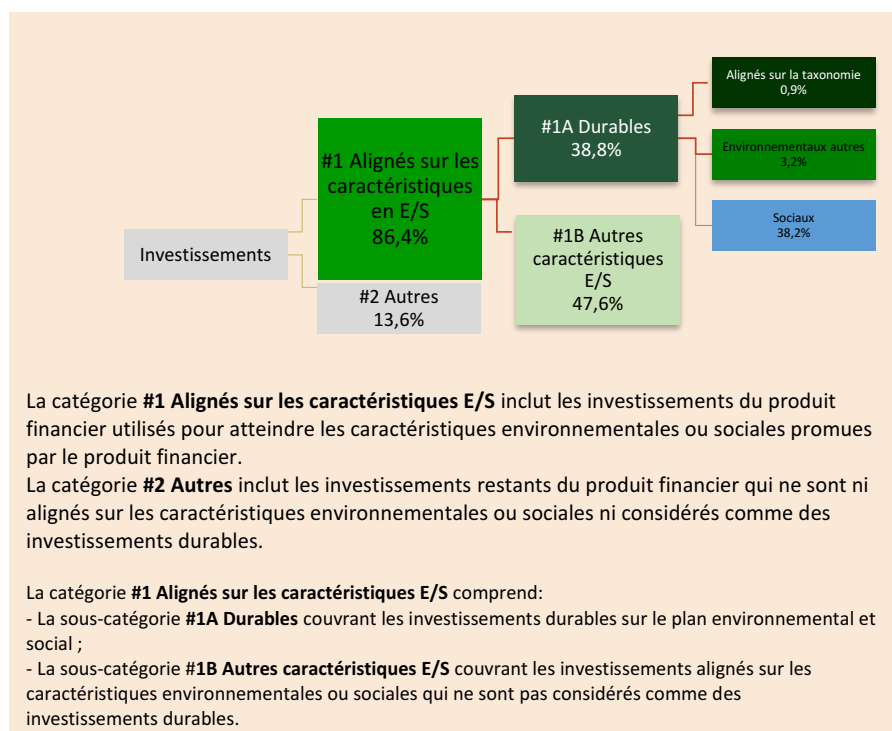 Investissements
#1 Alignés sur les
caractéristiques
en E/S
86,4%
#2 Autres
13,6%
#1A Durables
38,8%
#1B Autres
caractéristiques
E/S
47,6%
Alignés sur la taxonomie
0,9%
Environnementaux autres
3,2%
Sociaux
38,2%
La catégorie #1 Alignés sur les caractéristiques E/S inclut les investissements du produit
financier utilisés pour atteindre les caractéristiques environnementales ou sociales promues
par le produit financier.
La catégorie #2 Autres inclut les investissements restants du produit financier qui ne sont ni
alignés sur les caractéristiques environnementales ou sociales ni considérés comme des
investissements durables.
La catégorie #1 Alignés sur les caractéristiques E/S comprend:
- La sous-catégorie #1A Durables couvrant les investissements durables sur le plan environnemental et
social ;
- La sous-catégorie #1B Autres caractéristiques E/S couvrant les investissements alignés sur les
caractéristiques environnementales ou sociales qui ne sont pas considérés comme des
investissements durables.